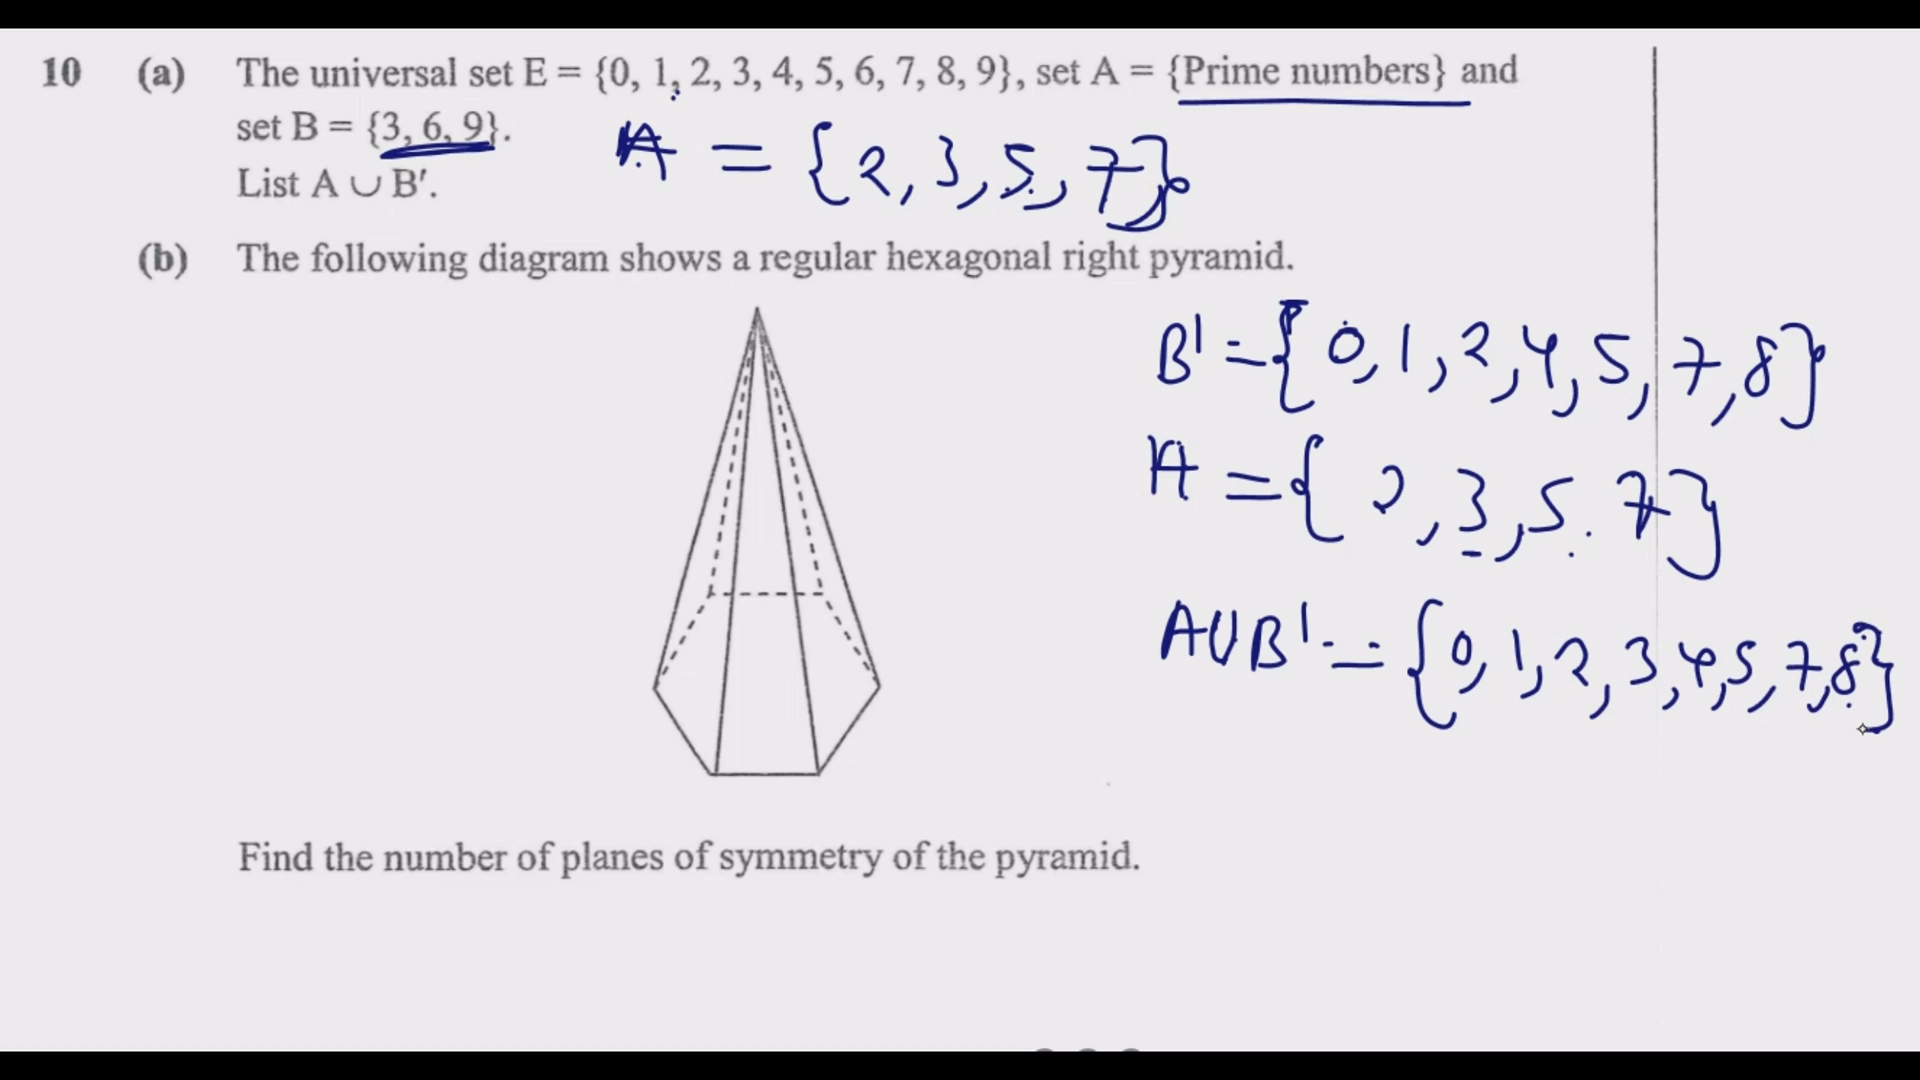 10 (a) The universal set E = {0, 1, 2, 3, 4, 5, 6, 7, 8, 9}, set A = {Prime numbers} and
set B = {3, 6, 9}.
A = {2, 3, 5, 7}
List A ∪ B′.
(b) The following diagram shows a regular hexagonal right pyramid.
B' = {0, 1, 2, 4, 5, 7, 8}
A = {2, 3, 5. 7}
AUB' = {0, 1, 2, 3, 4, 5, 7, 8}
Find the number of planes of symmetry of the pyramid.